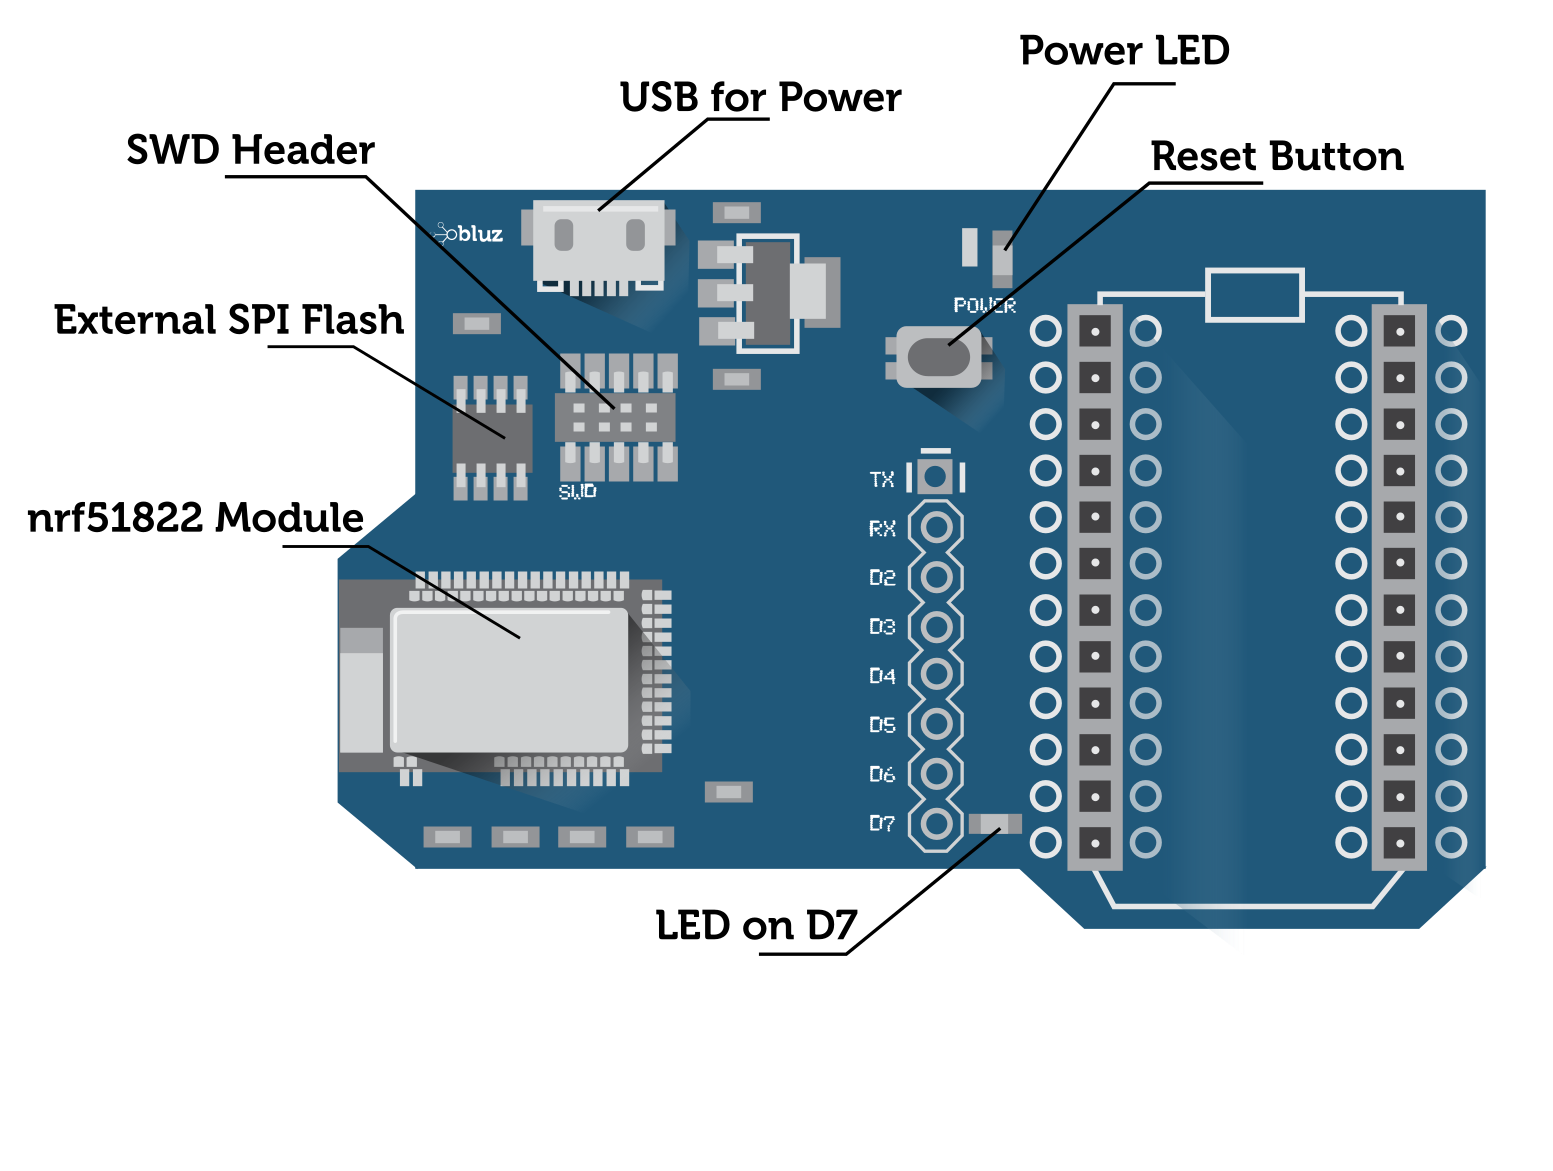 Power LED
USB for Power
SWD Header
Reset Button
bluz
External SPI Flash
POWER
SWD
nrf51822 Module
TX
RX
D2
D3
D4
D5
D6
D7
LED on D7